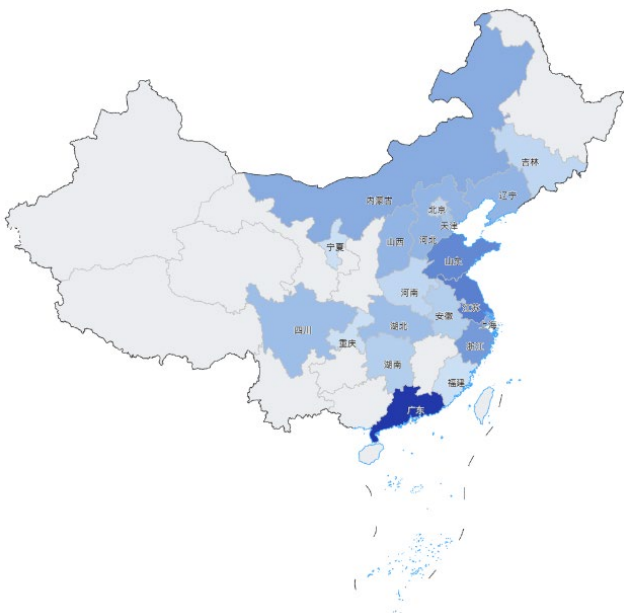 吉林
辽宁
内蒙古
北京
天津
河北
山西
宁夏
山东
河南
江苏
安徽
上海
四川
湖北
重庆
浙江
湖南
福建
广东